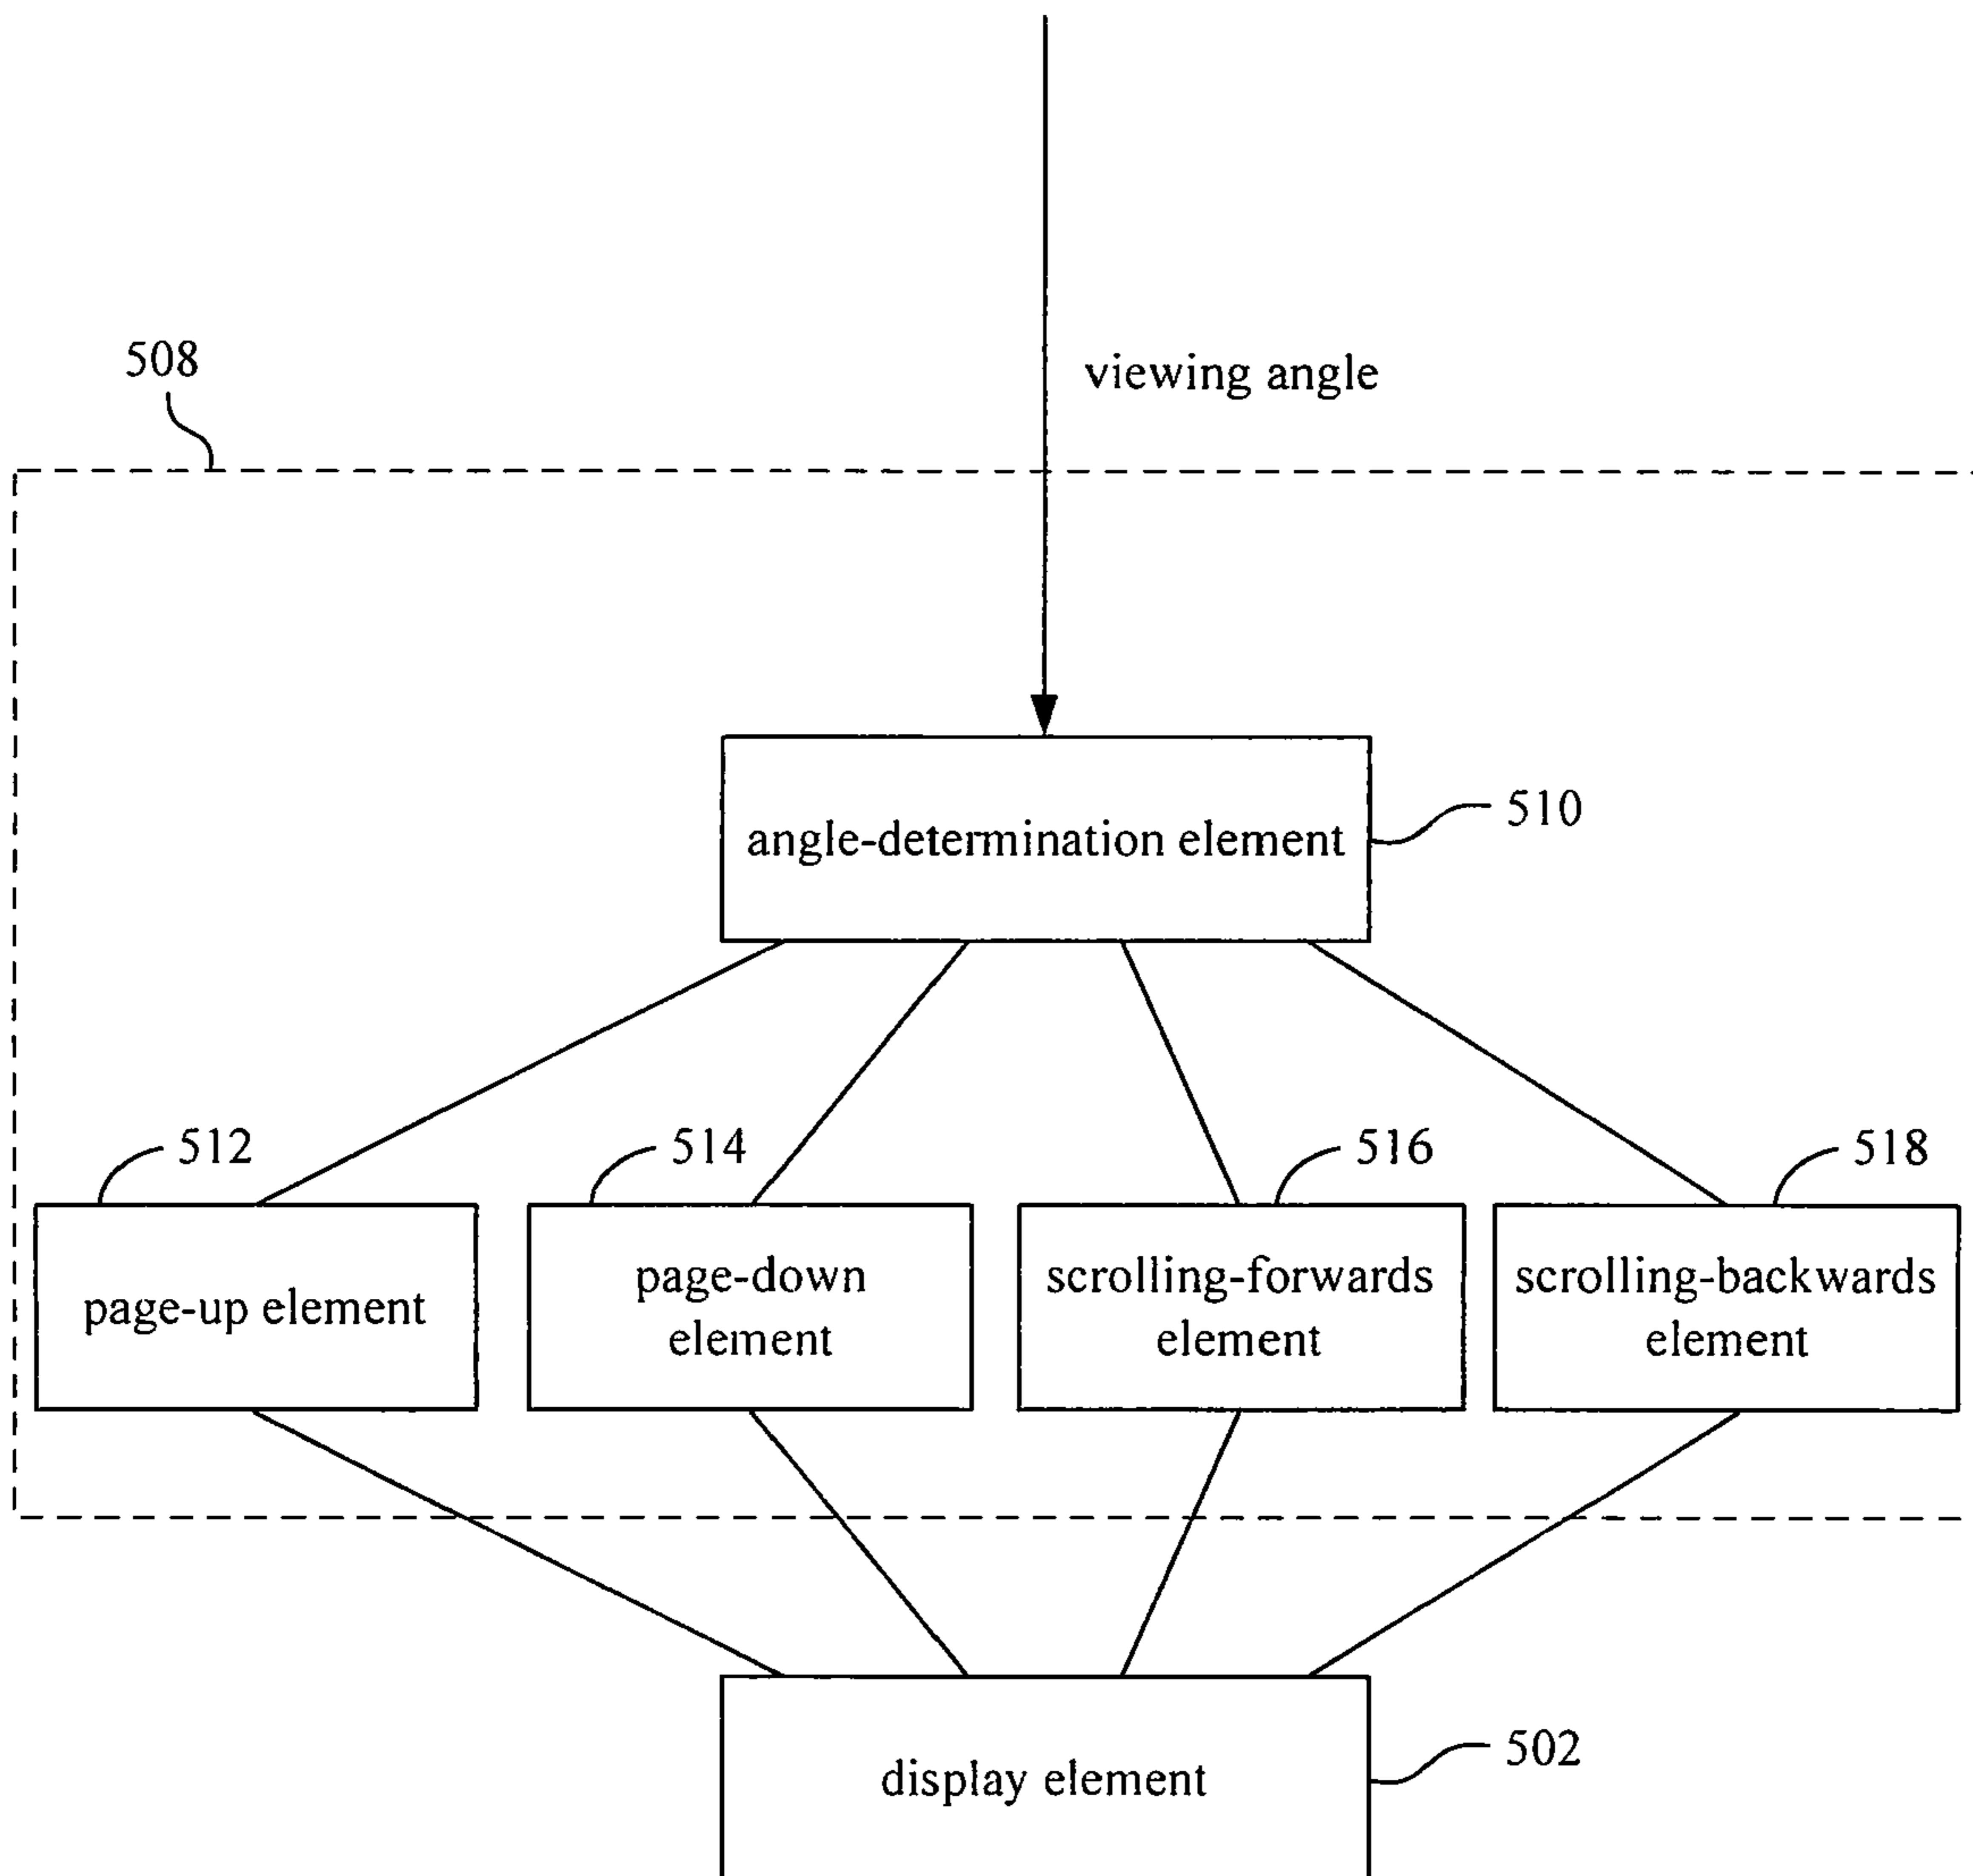 508
viewing angle
angle-determination element
510
512
514
516
518
page-up element
page-down
element
scrolling-forwards
element
scrolling-backwards
element
display element
502